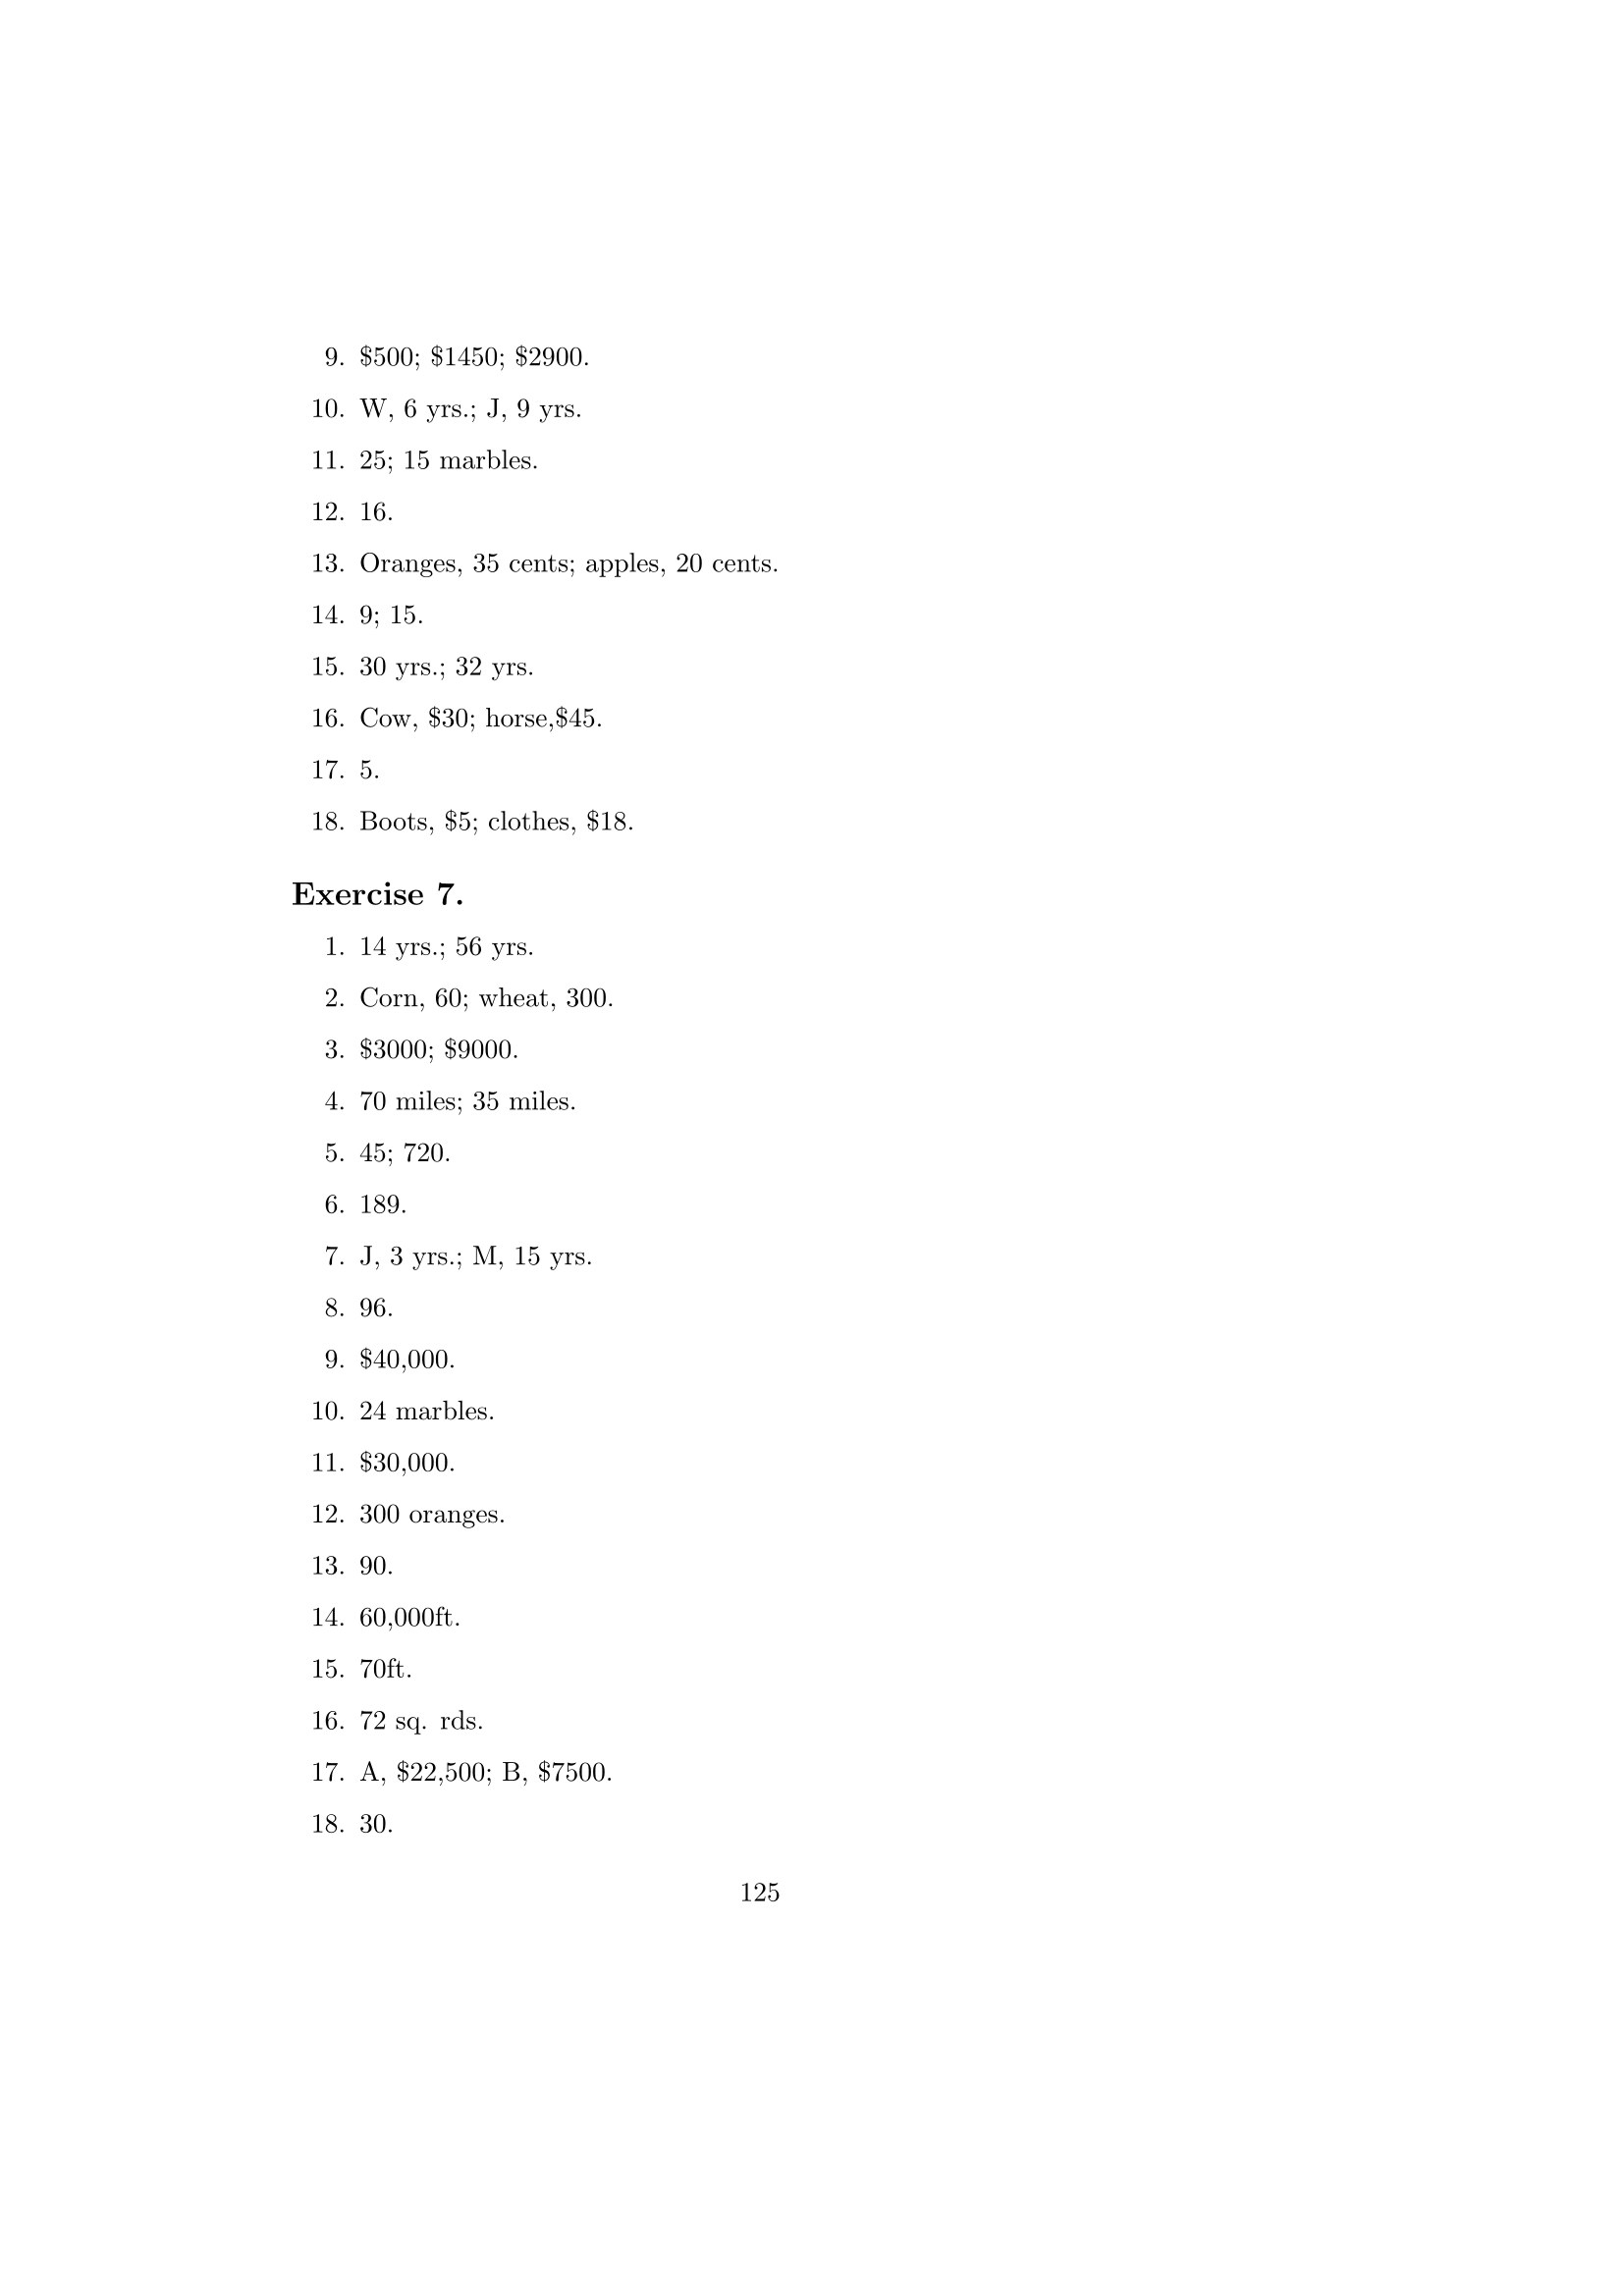 9. $500; $1450; $2900.
10. W, 6 yrs.; J, 9 yrs.
11. 25; 15 marbles.
12. 16.
13. Oranges, 35 cents; apples, 20 cents.
14. 9; 15.
15. 30 yrs.; 32 yrs.
16. Cow, $30; horse,$45.
17. 5.
18. Boots, $5; clothes, $18.
Exercise 7.
1. 14 yrs.; 56 yrs.
2. Corn, 60; wheat, 300.
3. $3000; $9000.
4. 70 miles; 35 miles.
5. 45; 720.
6. 189.
7. J, 3 yrs.; M, 15 yrs.
8. 96.
9. $40,000.
10. 24 marbles.
11. $30,000.
12. 300 oranges.
13. 90.
14. 60,000ft.
15. 70ft.
16. 72 sq. rds.
17. A, $22,500; B, $7500.
18. 30.
125